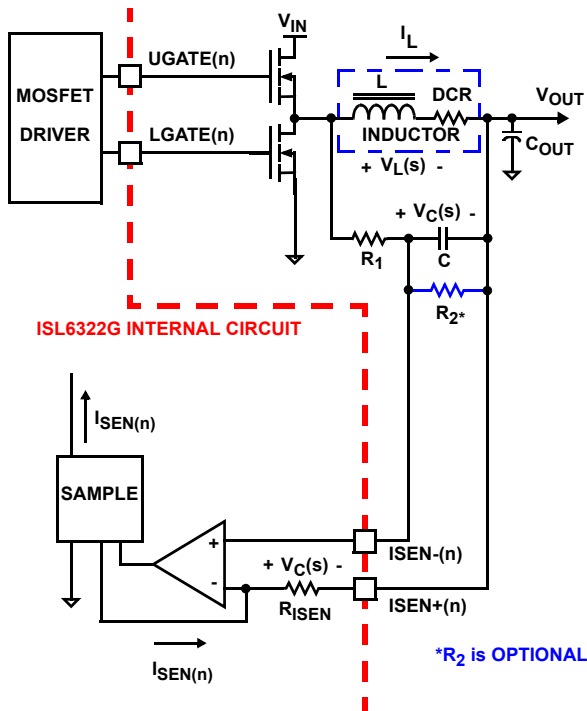 V_IN
I_L
UGATE(n)
MOSFET
DRIVER
L
DCR
V_OUT
LGATE(n)
INDUCTOR
C_OUT
+ V_L(s) -
+ V_C(s) -
R_1
C
R_2*
ISL6322G INTERNAL CIRCUIT
I_SEN(n)
SAMPLE
+
ISEN-(n)
+ V_C(s) -
-
R_ISEN
ISEN+(n)
I_SEN(n)
*R_2 is OPTIONAL